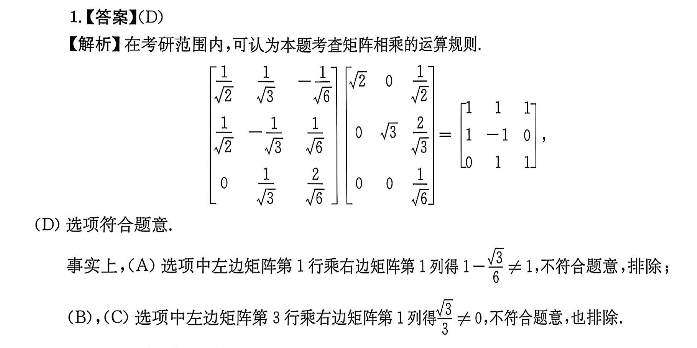 1.【答案】(D)
【解析】在考研范围内,可认为本题考查矩阵相乘的运算规则.
$\begin{bmatrix} \frac{1}{\sqrt{2}} & \frac{1}{\sqrt{3}} & -\frac{1}{\sqrt{6}} \\ \frac{1}{\sqrt{2}} & -\frac{1}{\sqrt{3}} & \frac{1}{\sqrt{6}} \\ 0 & \frac{1}{\sqrt{3}} & \frac{2}{\sqrt{6}} \end{bmatrix} \begin{bmatrix} \sqrt{2} & 0 & \frac{1}{\sqrt{2}} \\ 0 & \sqrt{3} & \frac{2}{\sqrt{3}} \\ 0 & 0 & \frac{1}{\sqrt{6}} \end{bmatrix} = \begin{bmatrix} 1 & 1 & 1 \\ 1 & -1 & 0 \\ 0 & 1 & 1 \end{bmatrix},$
(D) 选项符合题意.
事实上,(A) 选项中左边矩阵第 1 行乘右边矩阵第 1 列得 $1-\frac{\sqrt{3}}{6} \neq 1$,不符合题意,排除;
(B),(C) 选项中左边矩阵第 3 行乘右边矩阵第 1 列得$\frac{\sqrt{3}}{3} \neq 0$,不符合题意,也排除.